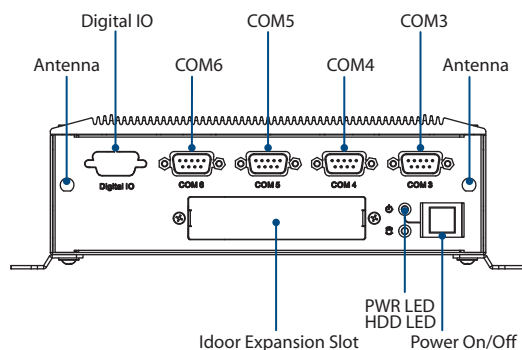 Digital IO
COM5
COM3
Antenna
COM6
COM4
Antenna
Digital IO
COM 6
COM 5
COM 4
COM 3
PWR LED
HDD LED
Idoor Expansion Slot
Power On/Off